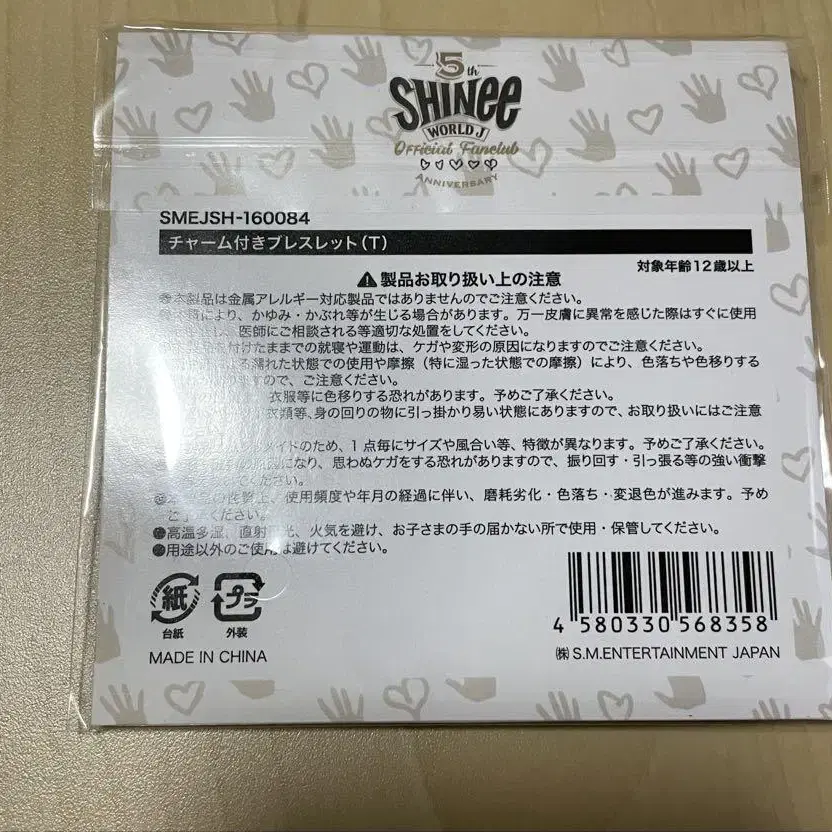 5th
SHINee
WORLD J
Official Fanclub
ANNIVERSARY
SMEJSH-160084
チャーム付きブレスレット(T)
対象年齢12歳以上
製品お取り扱い上の注意
●本製品は金属アレルギー対応製品ではありませんのでご注意ください。
により、かゆみ・かぶれ等が生じる場合があります。万一皮膚に異常を感じた際はすぐに使用
し、医師にご相談される等適切な処置をしてください。
付けたままでの就寝や運動は、ケガや変形の原因になりますのでご注意ください。
濡れた状態での使用や摩擦(特に湿った状態での摩擦)により、色落ちや色移りする
りますので、ご注意ください。
衣服等に色移りする恐れがあります。予めご了承ください。
衣類等、身の回りの物に引っ掛かり易い状態にありますので、お取り扱いにはご注意
メイドのため、1点毎にサイズや風合い等、特徴が異なります。予めご了承ください。
になり、思わぬケガをする恐れがありますので、振り回す・引っ張る等の強い衝撃
ください。
性質上、使用頻度や年月の経過に伴い、磨耗劣化・色落ち・変退色が進みます。予め
ご了承ください。
●高温多湿、直射日光、火気を避け、お子さまの手の届かない所で使用・保管してください。
●用途以外のご使用は避けてください。
紙
台紙
プラ
外装
4 580330 568358
MADE IN CHINA
㈱ S.M.ENTERTAINMENT JAPAN